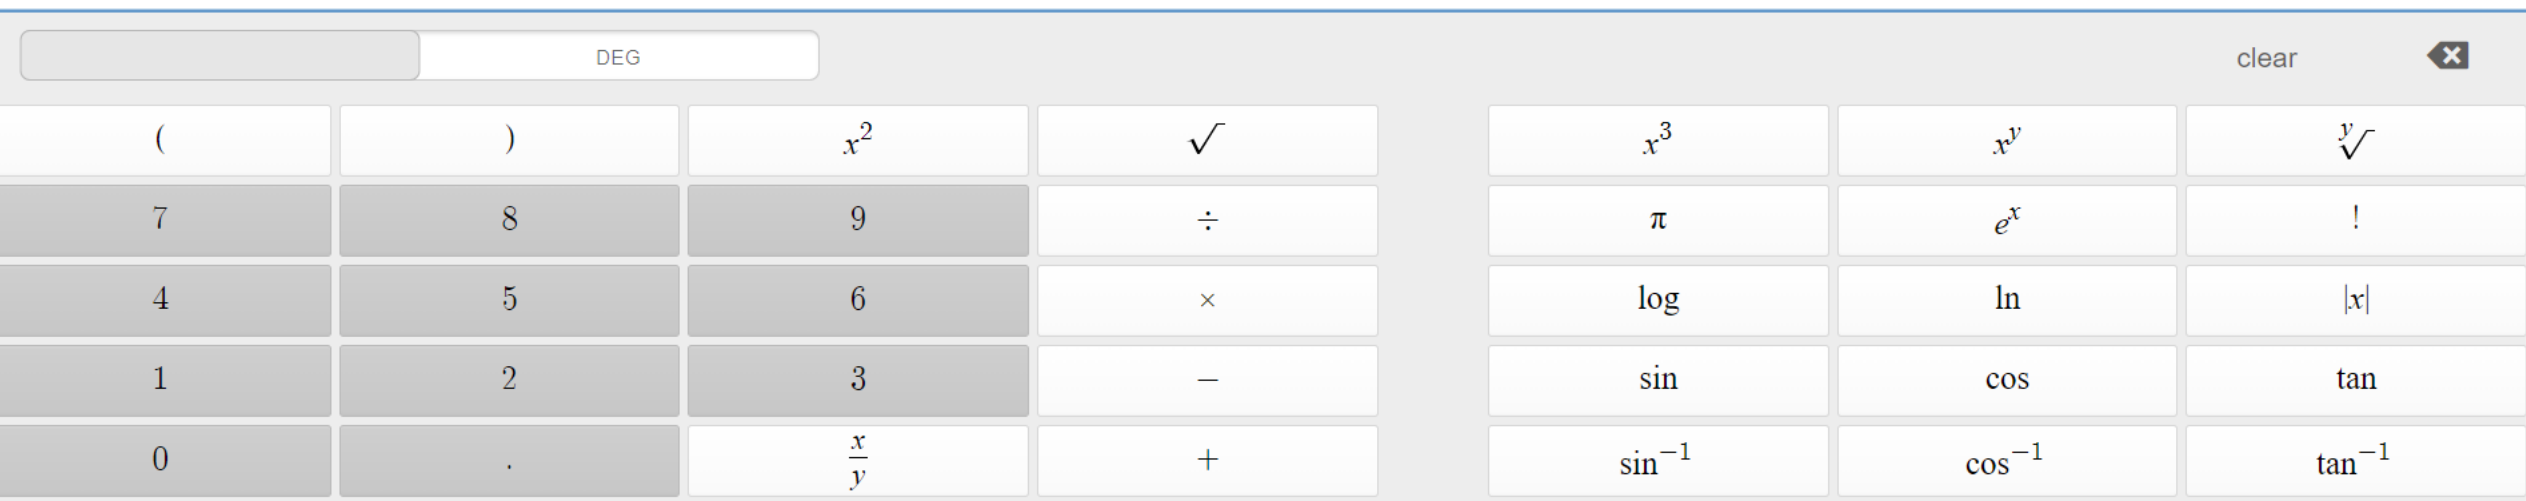 DEG clear
( ) x² √ x³ xʸ ʸ√
7 8 9 ÷ π eˣ !
4 5 6 × log ln |x|
1 2 3 − sin cos tan
0 . x/y + sin⁻¹ cos⁻¹ tan⁻¹